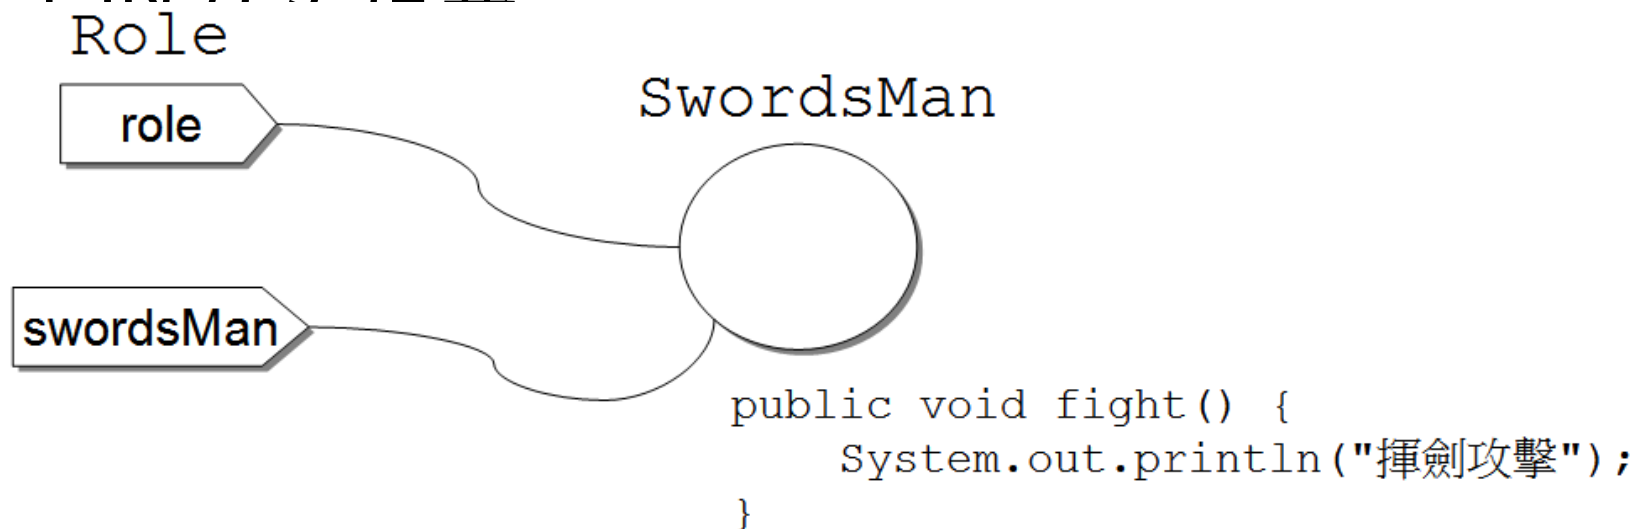 Role
role
SwordsMan
swordsMan
public void fight() {
System.out.println("揮劍攻擊");
}